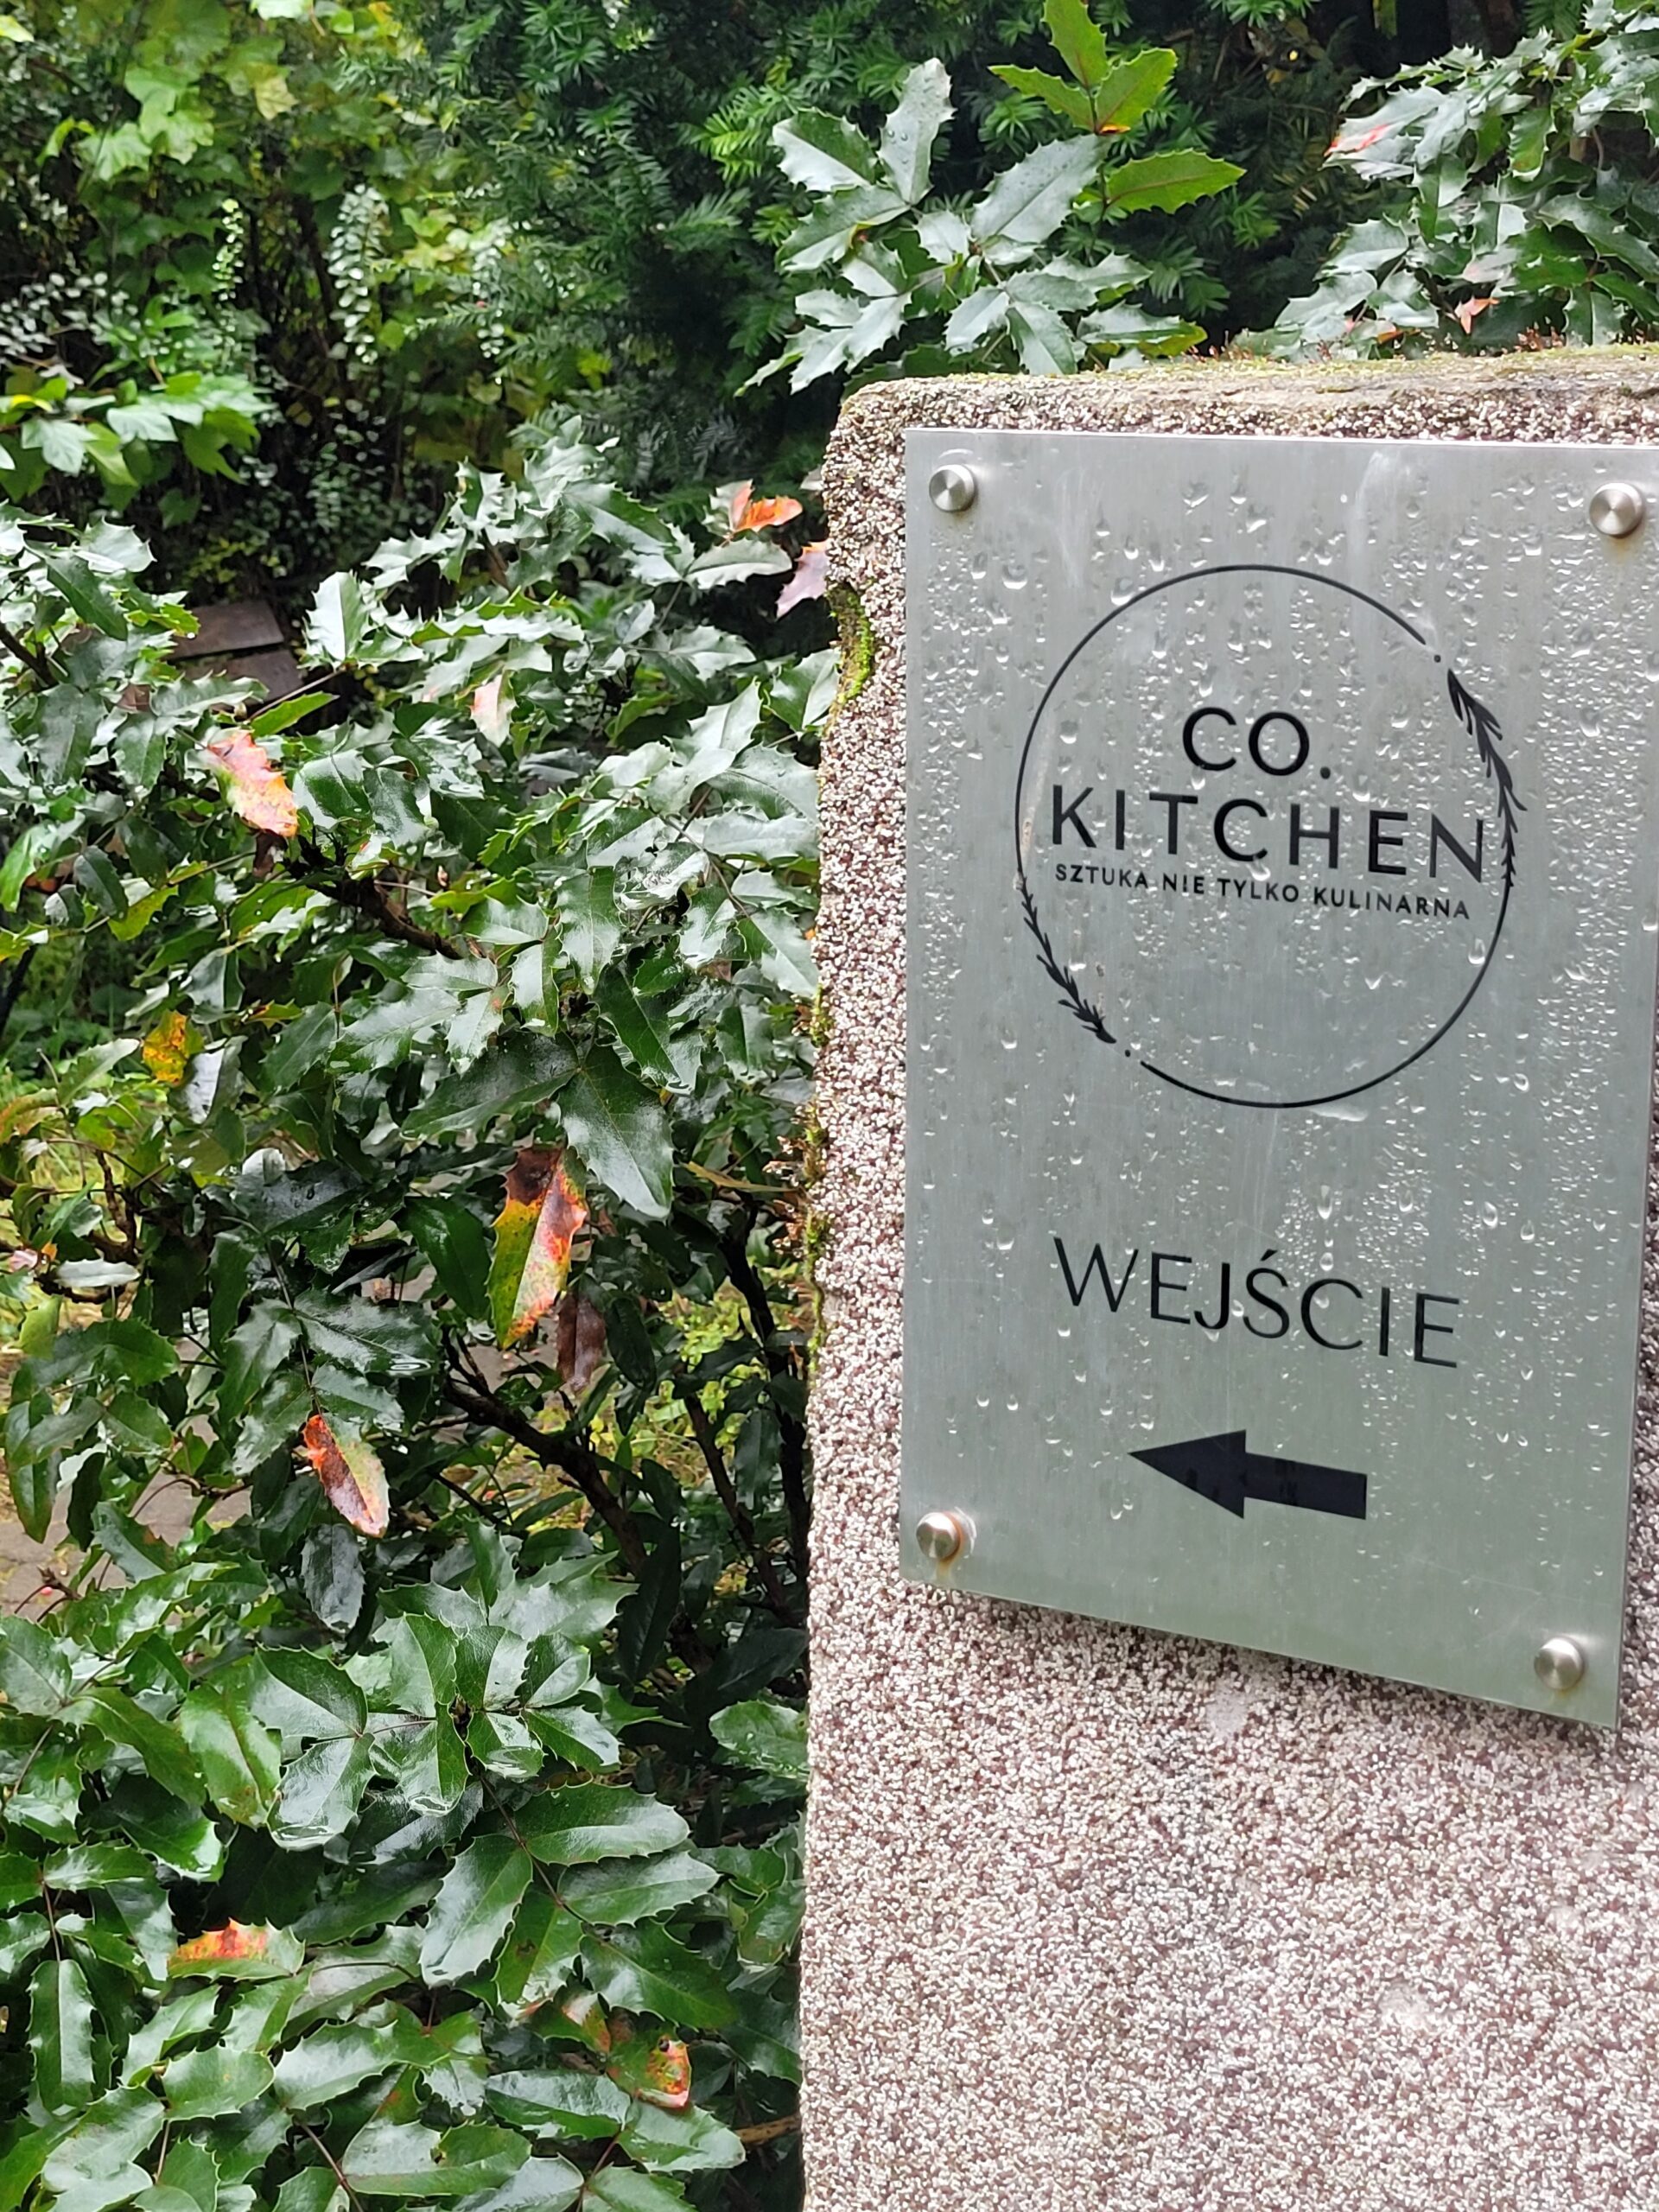 CO.
KITCHEN
SZTUKA NIE TYLKO KULINARNA
WEJŚCIE